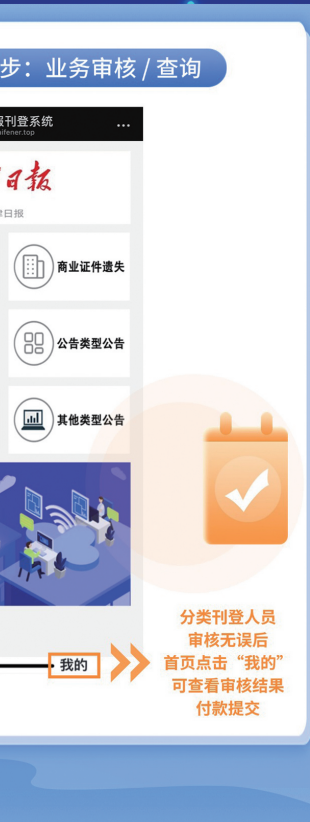 步：业务审核 / 查询
报刊登系统
...
aifener.top
日报
津日报
商业证件遗失
公告类型公告
其他类型公告
我的
分类刊登人员
审核无误后
首页点击“我的”
可查看审核结果
付款提交